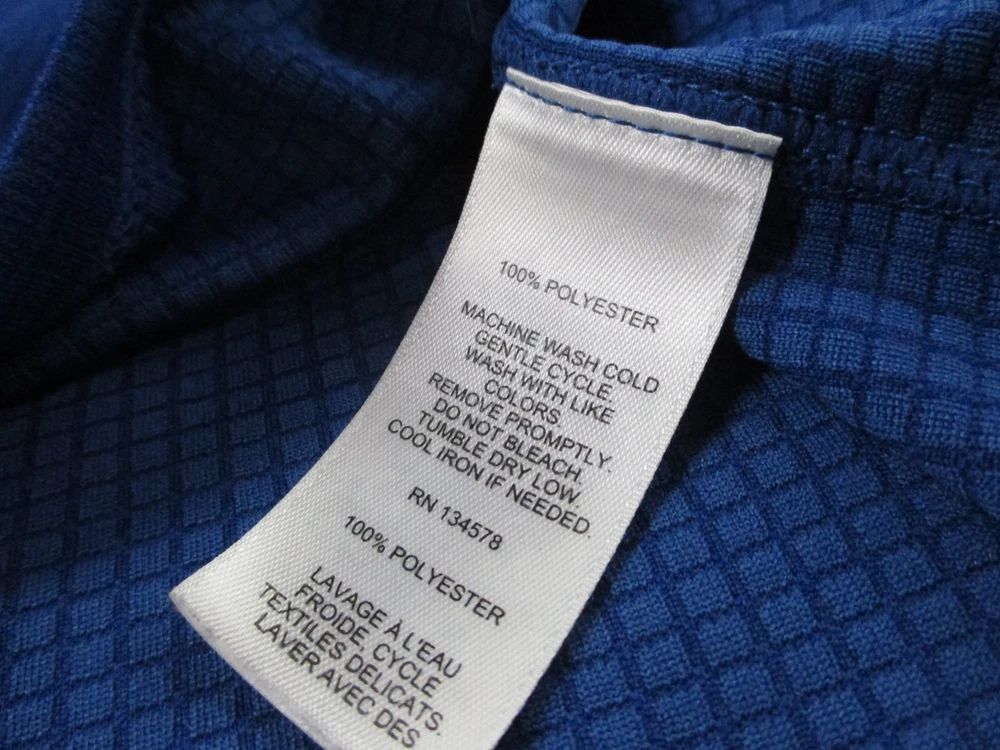 100% POLYESTER
MACHINE WASH COLD
GENTLE CYCLE
WASH WITH LIKE
COLORS
REMOVE PROMPTLY.
DO NOT BLEACH.
TUMBLE DRY LOW.
COOL IRON IF NEEDED.
RN 134578
100% POLYESTER
LAVAGE À L'EAU
FROIDE, CYCLE
TEXTILES DÉLICATS.
LAVER AVEC DES